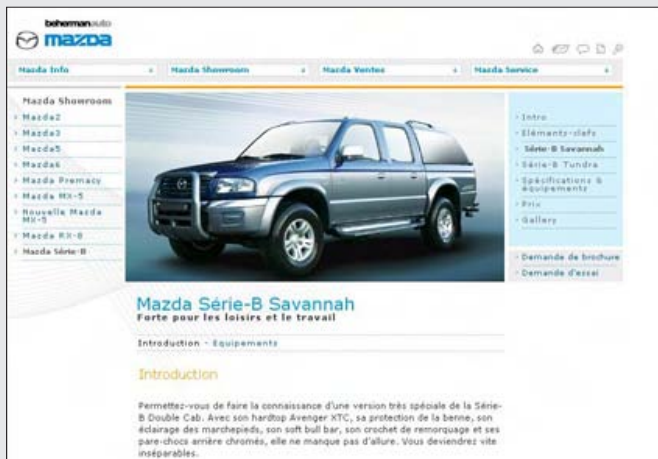 behermanauto
mazda
Mazda Info
Mazda Showroom
Mazda Ventes
Mazda Service
Mazda Showroom
Mazda2
Mazda3
Mazda5
Mazda6
Mazda Premacy
Mazda MX-5
Nouvelle Mazda
MX-5
Mazda RX-8
Mazda Série-B
Intro
Eléments-clefs
Série-B Savannah
Série-B Tundra
Spécifications &
équipements
Prix
Gallery
Demande de brochure
Demande d'essai
Mazda Série-B Savannah
Forte pour les loisirs et le travail
Introduction - Equipements
Introduction
Permettez-vous de faire la connaissance d'une version très spéciale de la Série-
B Double Cab. Avec son hardtop Avenger XTC, sa protection de la benne, son
éclairage des marchepieds, son soft bull bar, son crochet de remorquage et ses
pare-chocs arrière chromés, elle ne manque pas d'allure. Vous deviendrez vite
inséparables.